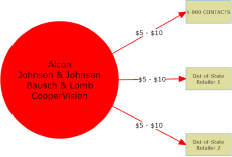 Alcon
Johnson & Johnson
Bausch & Lomb
CooperVision
$5 - $10
1-800 CONTACTS
$5 - $10
Out-of-State
Retailer 1
$5 - $10
Out-of-State
Retailer 2